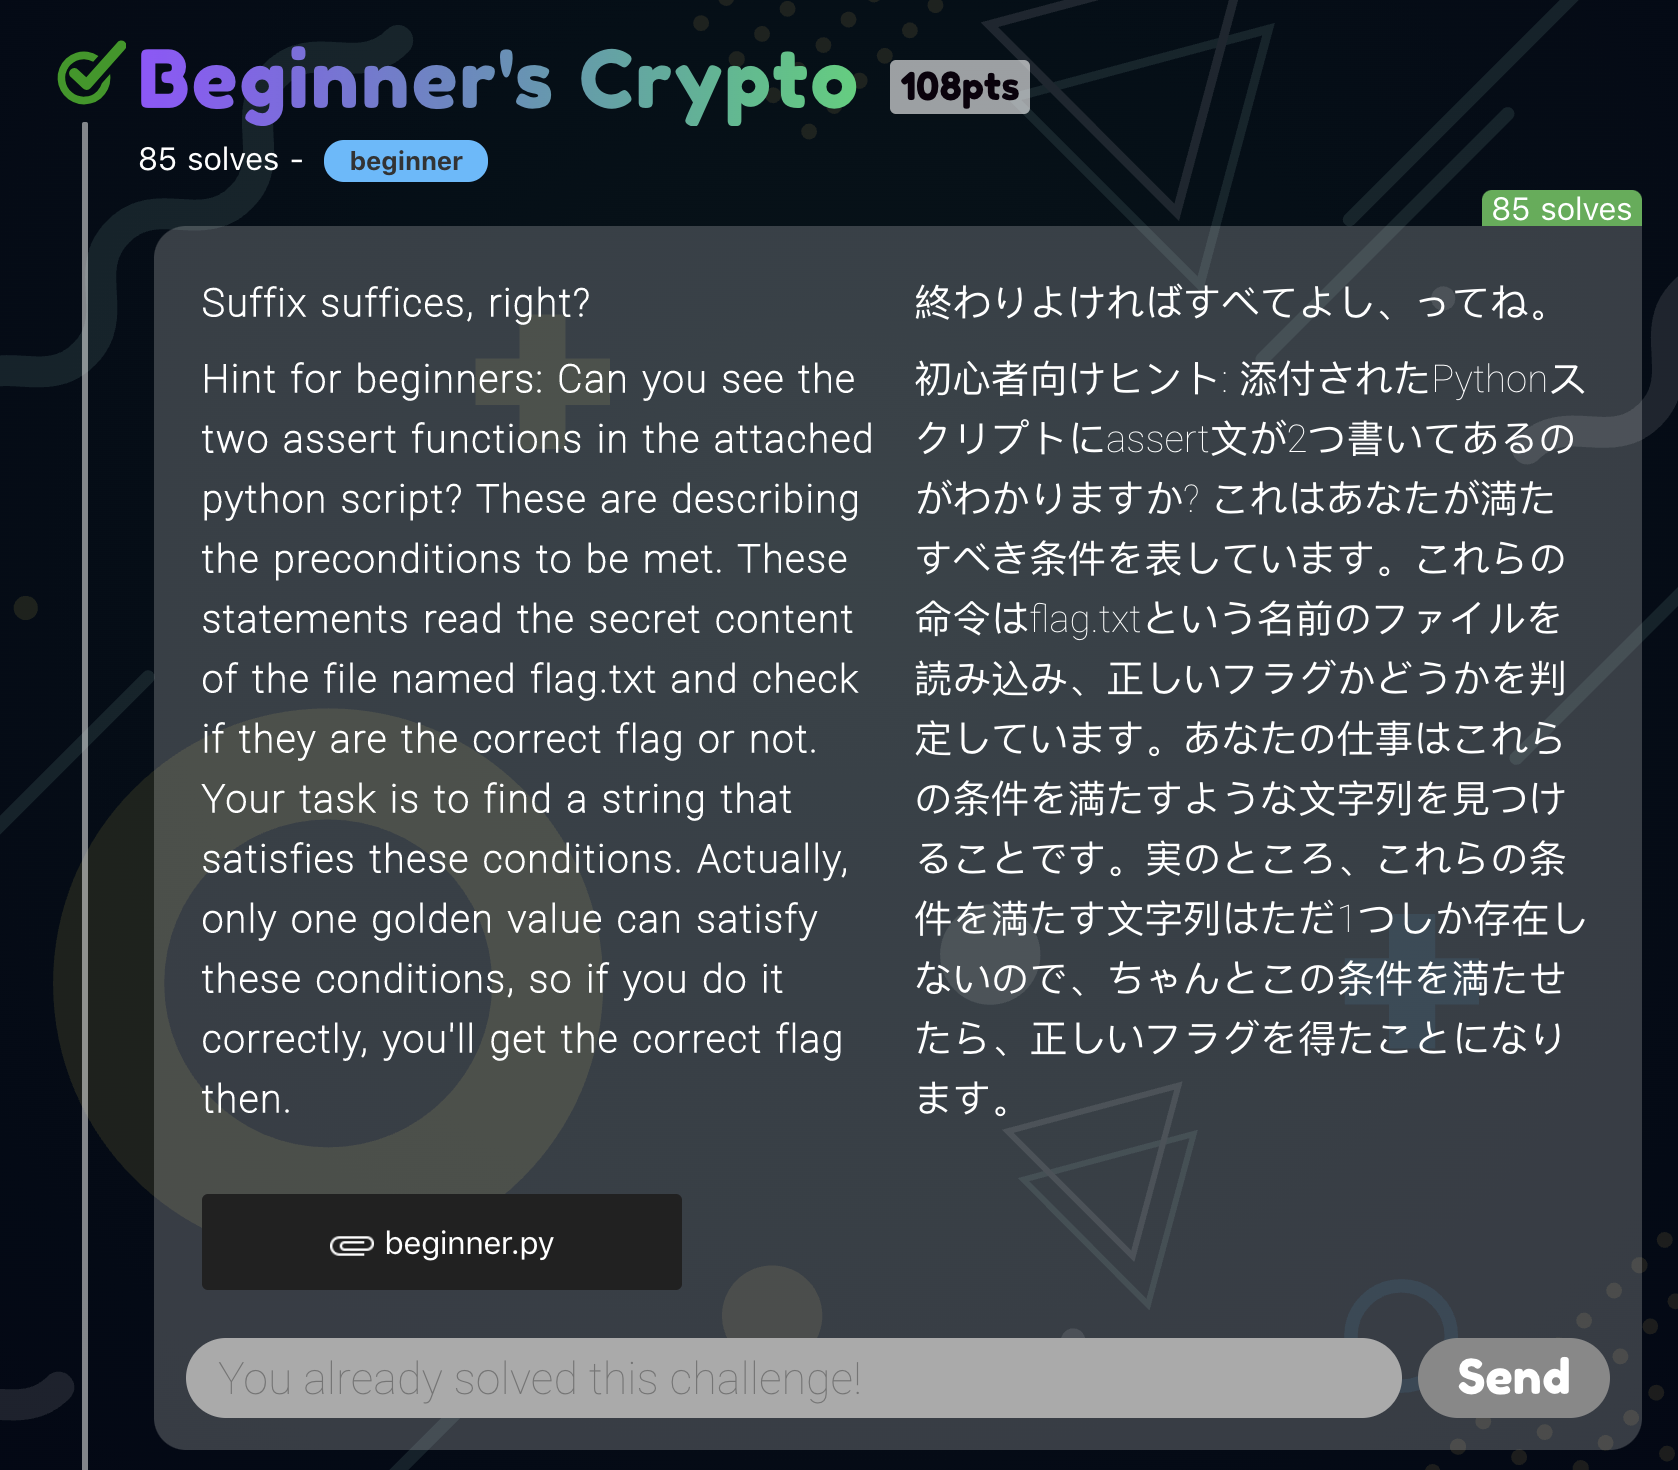 Beginner's Crypto 108pts
85 solves - beginner
85 solves
Suffix suffices, right?
Hint for beginners: Can you see the
two assert functions in the attached
python script? These are describing
the preconditions to be met. These
statements read the secret content
of the file named flag.txt and check
if they are the correct flag or not.
Your task is to find a string that
satisfies these conditions. Actually,
only one golden value can satisfy
these conditions, so if you do it
correctly, you'll get the correct flag
then.
終わりよければすべてよし、ってね。
初心者向けヒント: 添付されたPythonス
クリプトにassert文が2つ書いてあるの
がわかりますか? これはあなたが満た
すべき条件を表しています。これらの
命令はflag.txtという名前のファイルを
読み込み、正しいフラグかどうかを判
定しています。あなたの仕事はこれら
の条件を満たすような文字列を見つけ
ることです。実のところ、これらの条
件を満たす文字列はただ1つしか存在し
ないので、ちゃんとこの条件を満たせ
たら、正しいフラグを得たことになり
ます。
beginner.py
You already solved this challenge!
Send